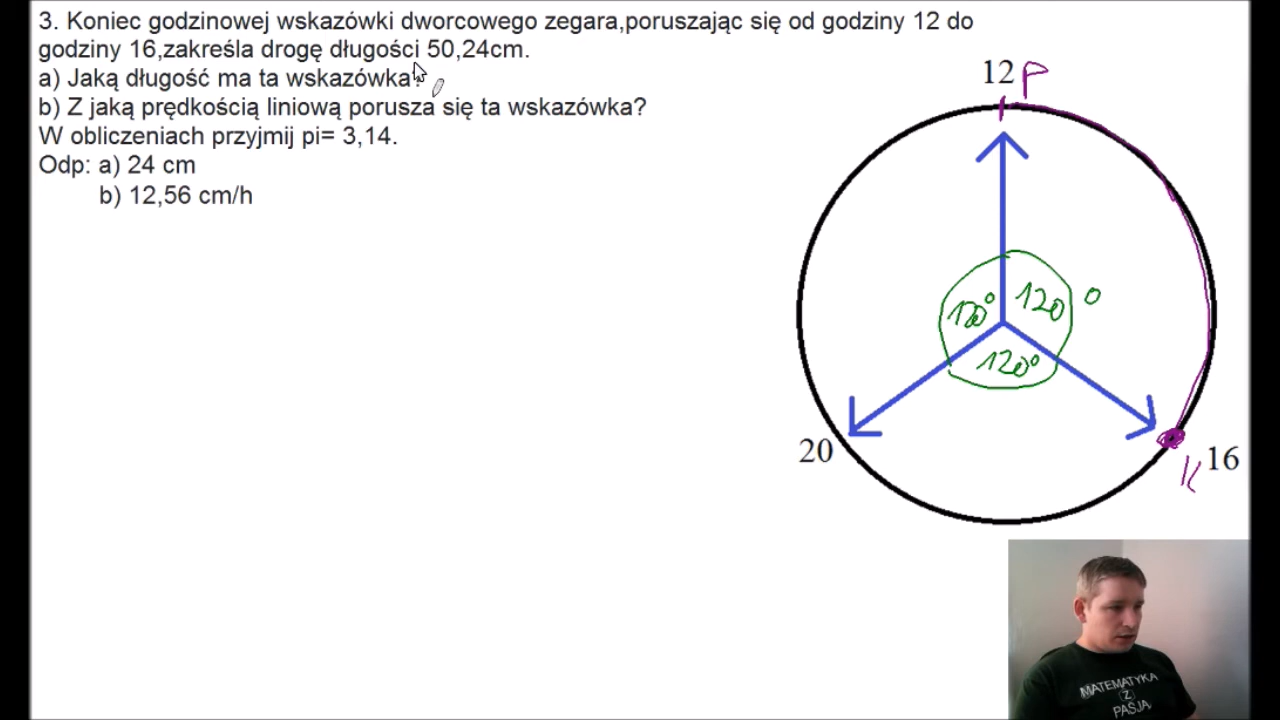 3. Koniec godzinowej wskazówki dworcowego zegara,poruszając się od godziny 12 do
godziny 16,zakreśla drogę długości 50,24cm.
a) Jaką długość ma ta wskazówka?
b) Z jaką prędkością liniową porusza się ta wskazówka?
W obliczeniach przyjmij pi= 3,14.
Odp: a) 24 cm
b) 12,56 cm/h
12 P
120° 120°
120°
20
K 16
MATEMATYKA
Z
PASJĄ